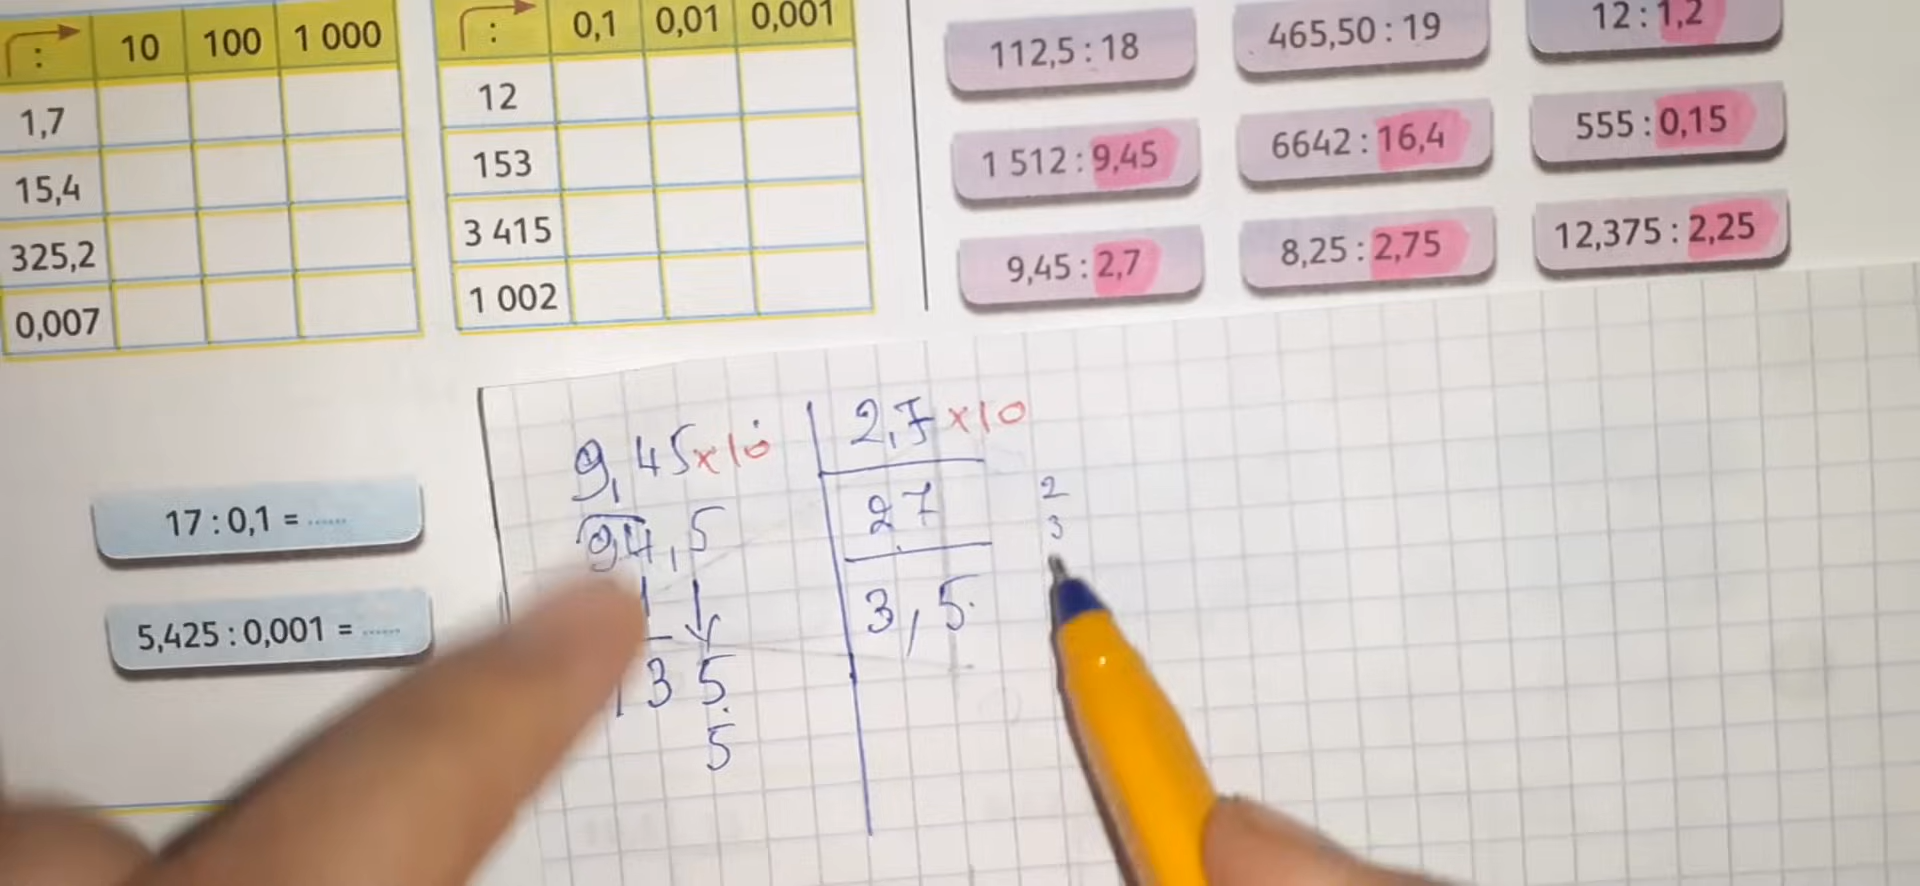 : 10 100 1 000
1,7
15,4
325,2
0,007
: 0,1 0,01 0,001
12
153
3 415
1 002
112,5 : 18
465,50 : 19
12 : 1,2
1 512 : 9,45
6642 : 16,4
555 : 0,15
9,45 : 2,7
8,25 : 2,75
12,375 : 2,25
17 : 0,1 = ......
5,425 : 0,001 = ......
9,45x10 2,7x10
94,5 27
3,5
2
3
135
5